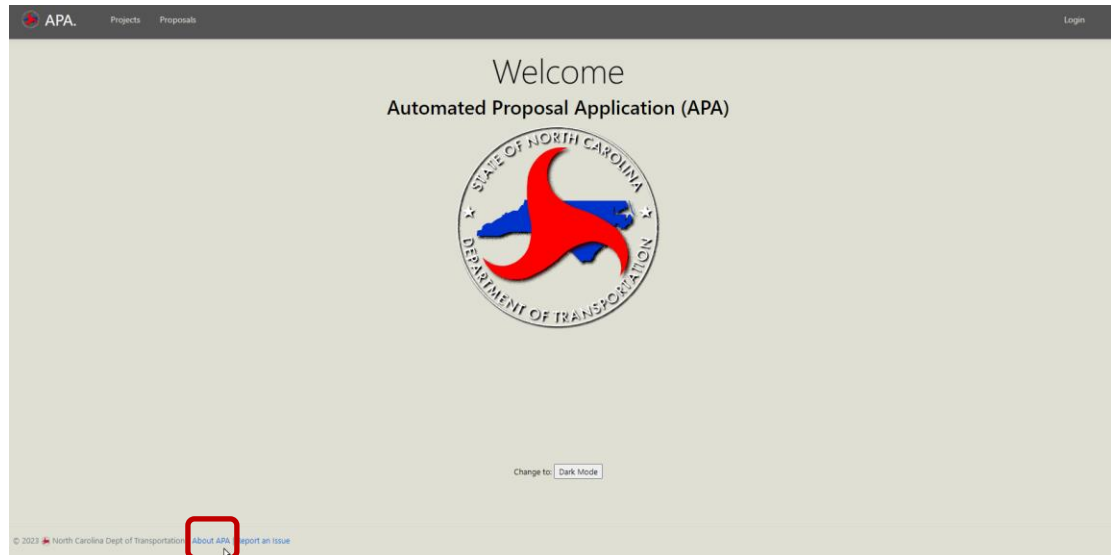 APA. Projects Proposals Login
Welcome
Automated Proposal Application (APA)
STATE OF NORTH CAROLINA
DEPARTMENT OF TRANSPORTATION
Change to: Dark Mode
© 2023 North Carolina Dept of Transportation About APA | Report an Issue